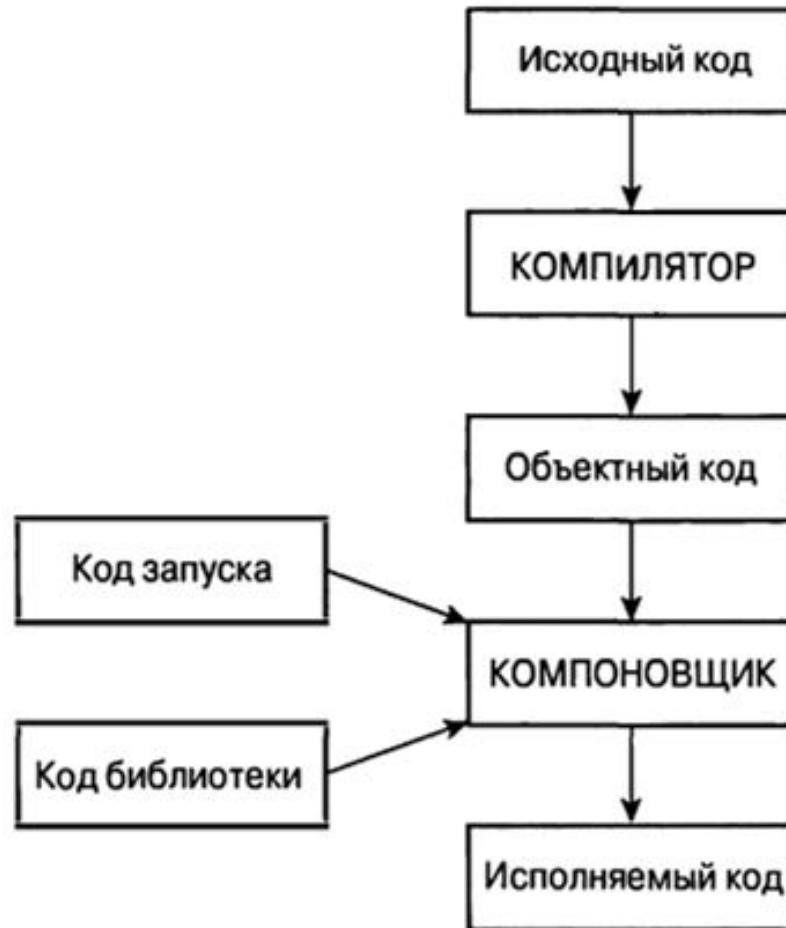 Исходный код
КОМПИЛЯТОР
Объектный код
Код запуска
КОМПОНОВЩИК
Код библиотеки
Исполняемый код